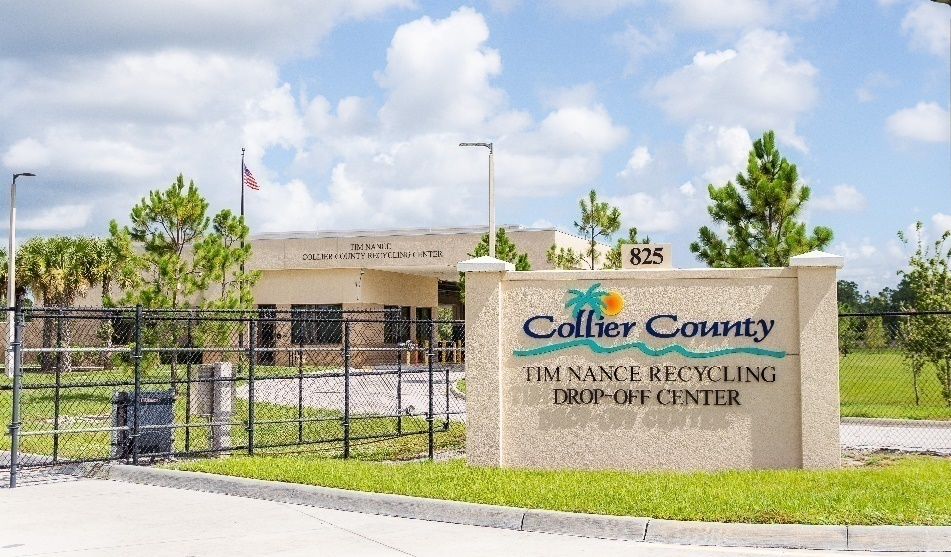 TIM NANCE
COLLIER COUNTY RECYCLING CENTER
825
Collier County
TIM NANCE RECYCLING
DROP-OFF CENTER